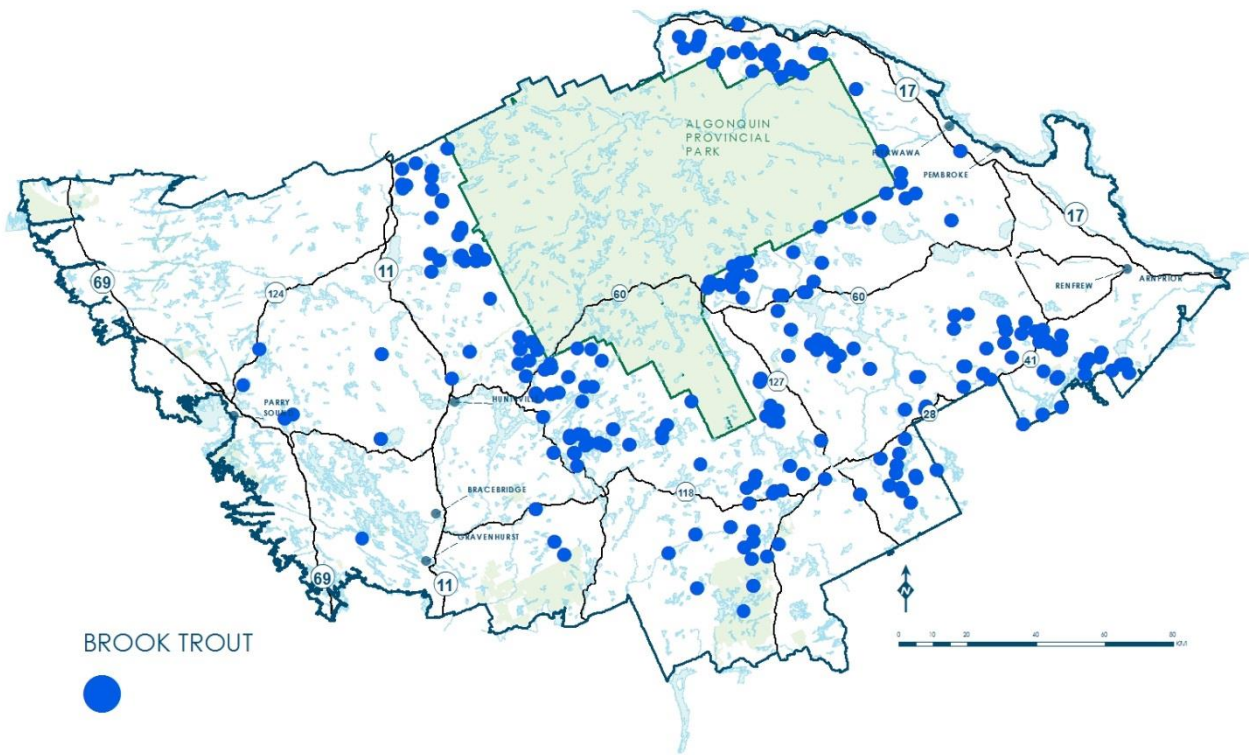 17
ALGONQUIN
PROVINCIAL
PARK
PEMBROKE
17
69
11
124
60
60
RENFREW
ARNPRIOR
41
127
28
HUNTSVILLE
PARRY
SOUND
118
BRACEBRIDGE
GRAVENHURST
69
11
BROOK TROUT
0
10
20
40
60
80